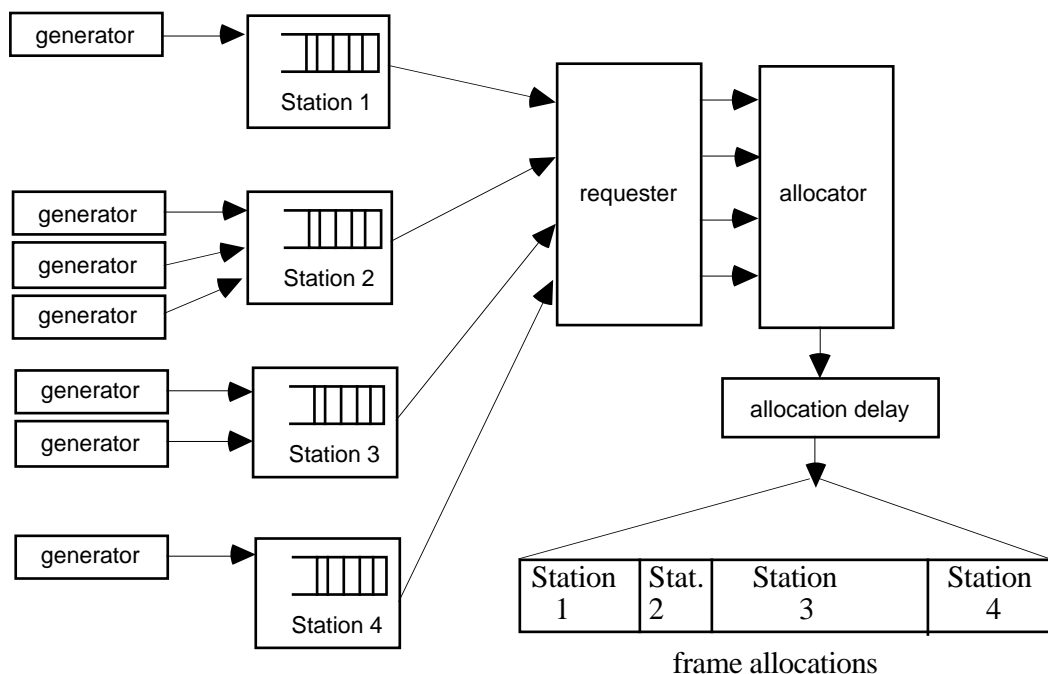 generator
Station 1
generator
generator
generator
Station 2
generator
generator
Station 3
generator
Station 4
requester
allocator
allocation delay
Station
1
Stat.
2
Station
3
Station
4
frame allocations